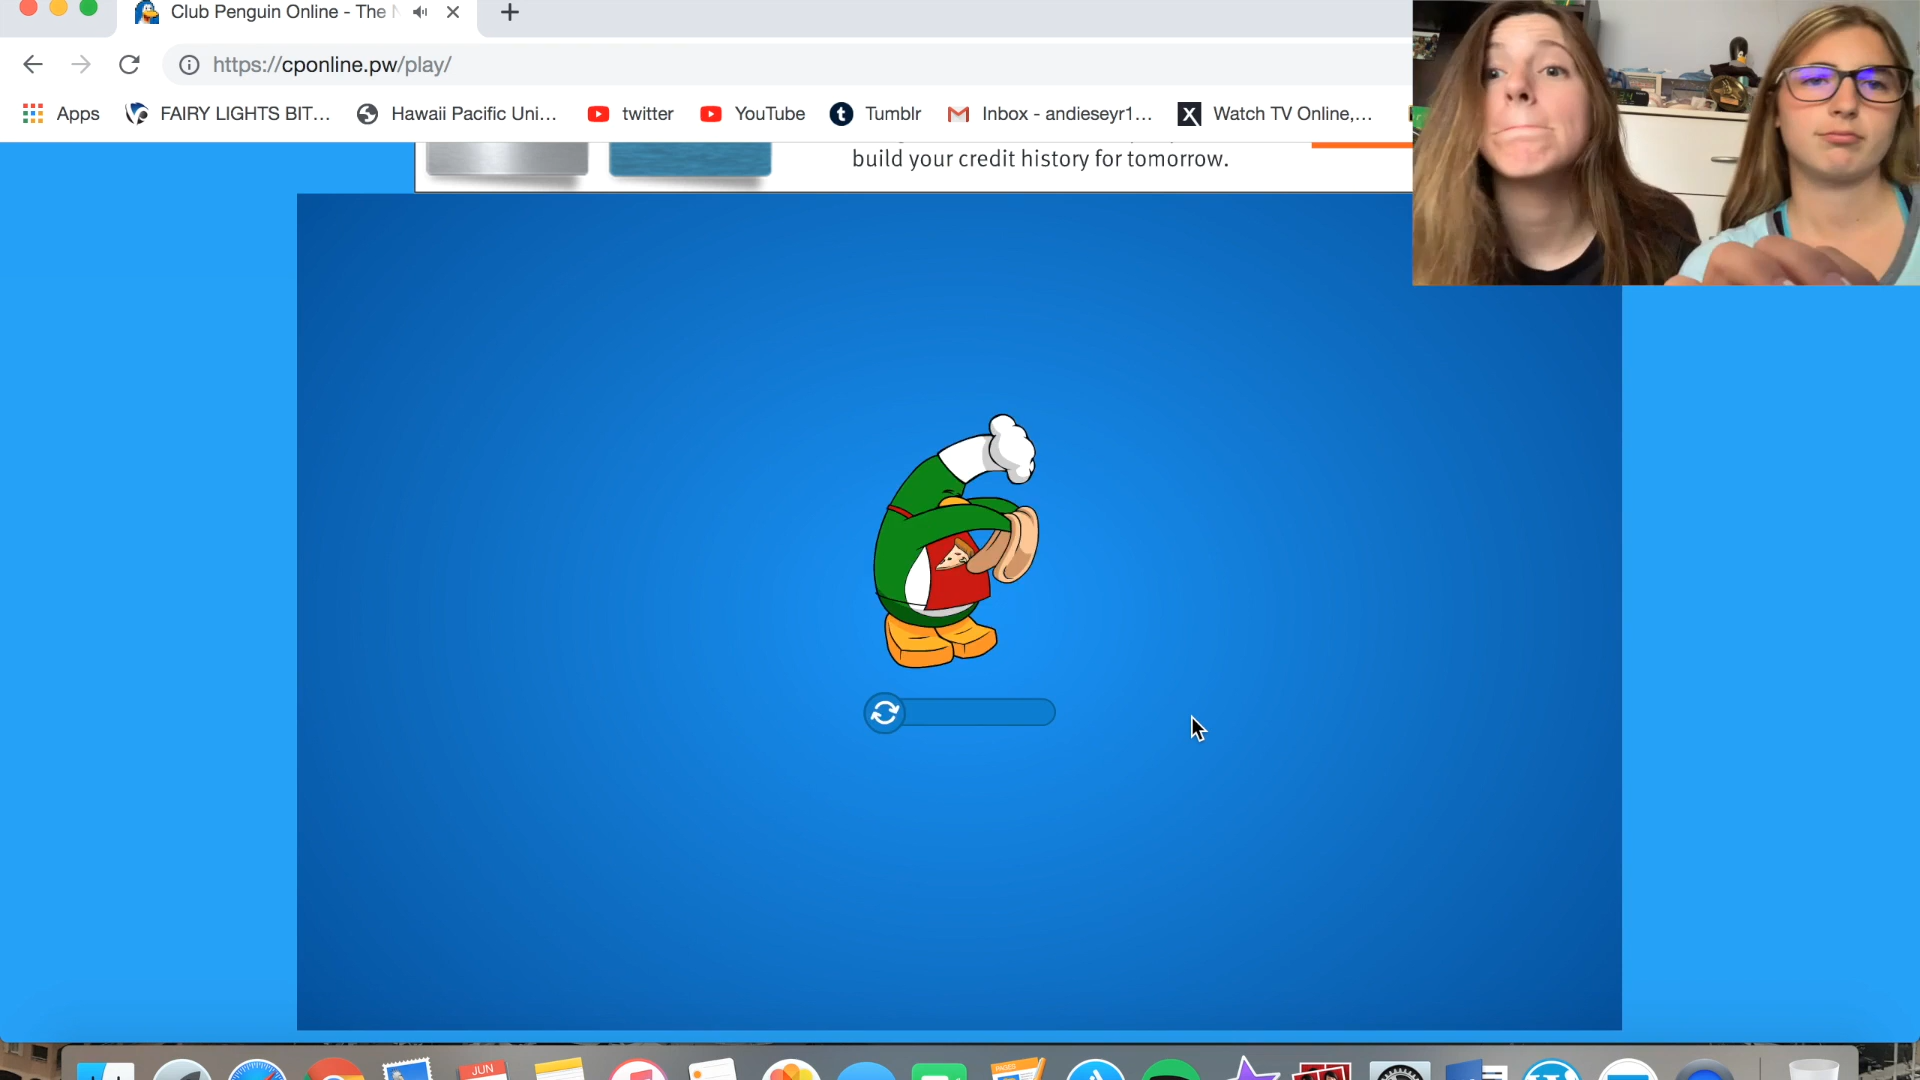 Club Penguin Online - The N
https://cponline.pw/play/
Apps
FAIRY LIGHTS BIT...
Hawaii Pacific Uni...
twitter
YouTube
Tumblr
Inbox - andieseyr1...
Watch TV Online,...
build your credit history for tomorrow.
JUN
PAGES